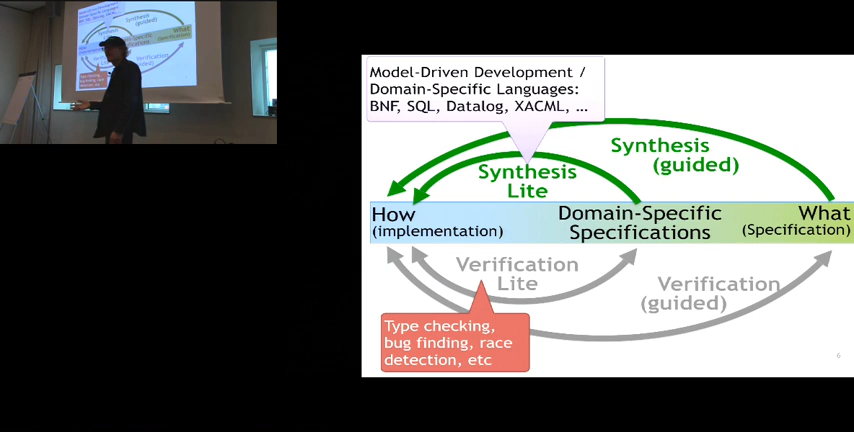 Model-Driven Development /
Domain-Specific Languages:
BNF, SQL, Datalog, XACML, ...
Synthesis
(guided)
Synthesis
Lite
How
(implementation)
Domain-Specific
Specifications
What
(Specification)
Verification
Lite
Verification
(guided)
Type checking,
bug finding, race
detection, etc
6